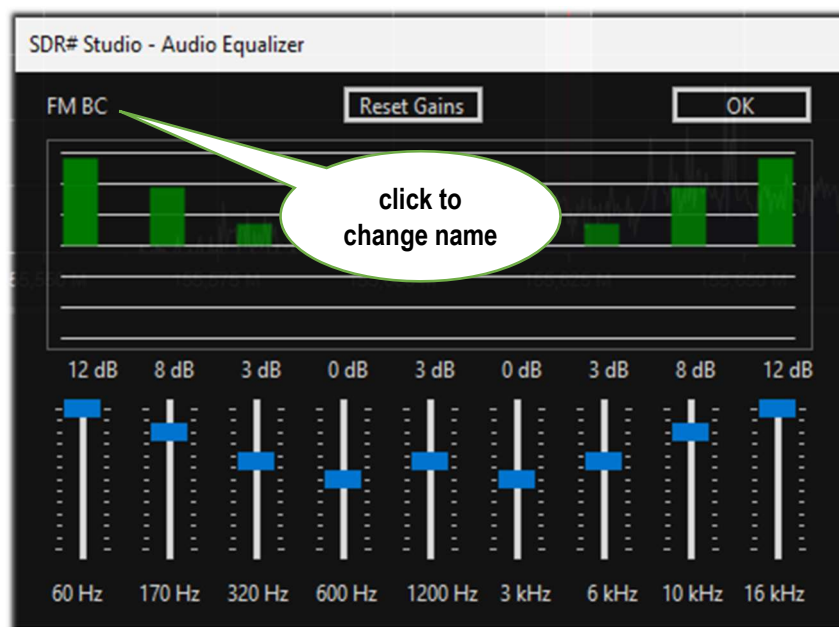 SDR# Studio - Audio Equalizer
FM BC
Reset Gains
OK
click to
change name
12 dB 8 dB 3 dB 0 dB 3 dB 0 dB 3 dB 8 dB 12 dB
60 Hz 170 Hz 320 Hz 600 Hz 1200 Hz 3 kHz 6 kHz 10 kHz 16 kHz